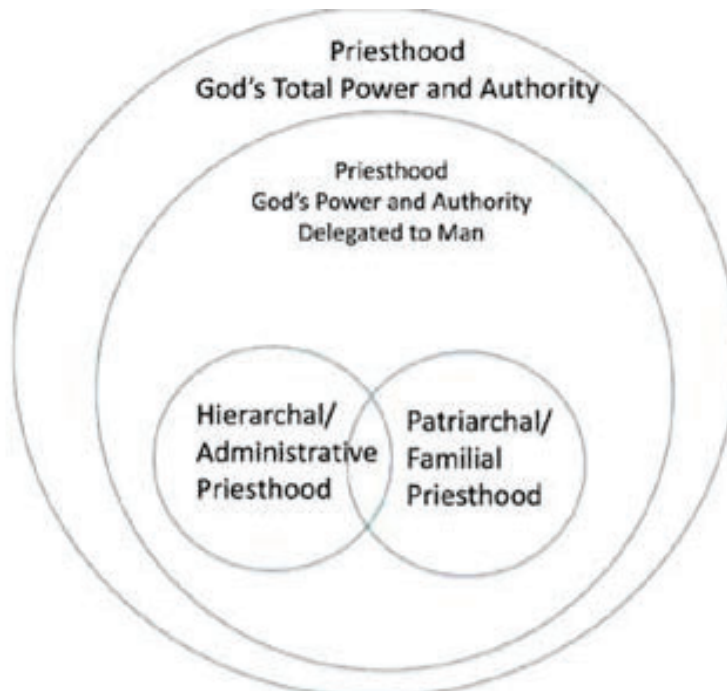 Priesthood
God's Total Power and Authority
Priesthood
God's Power and Authority
Delegated to Man
Hierarchal/
Administrative
Priesthood
Patriarchal/
Familial
Priesthood